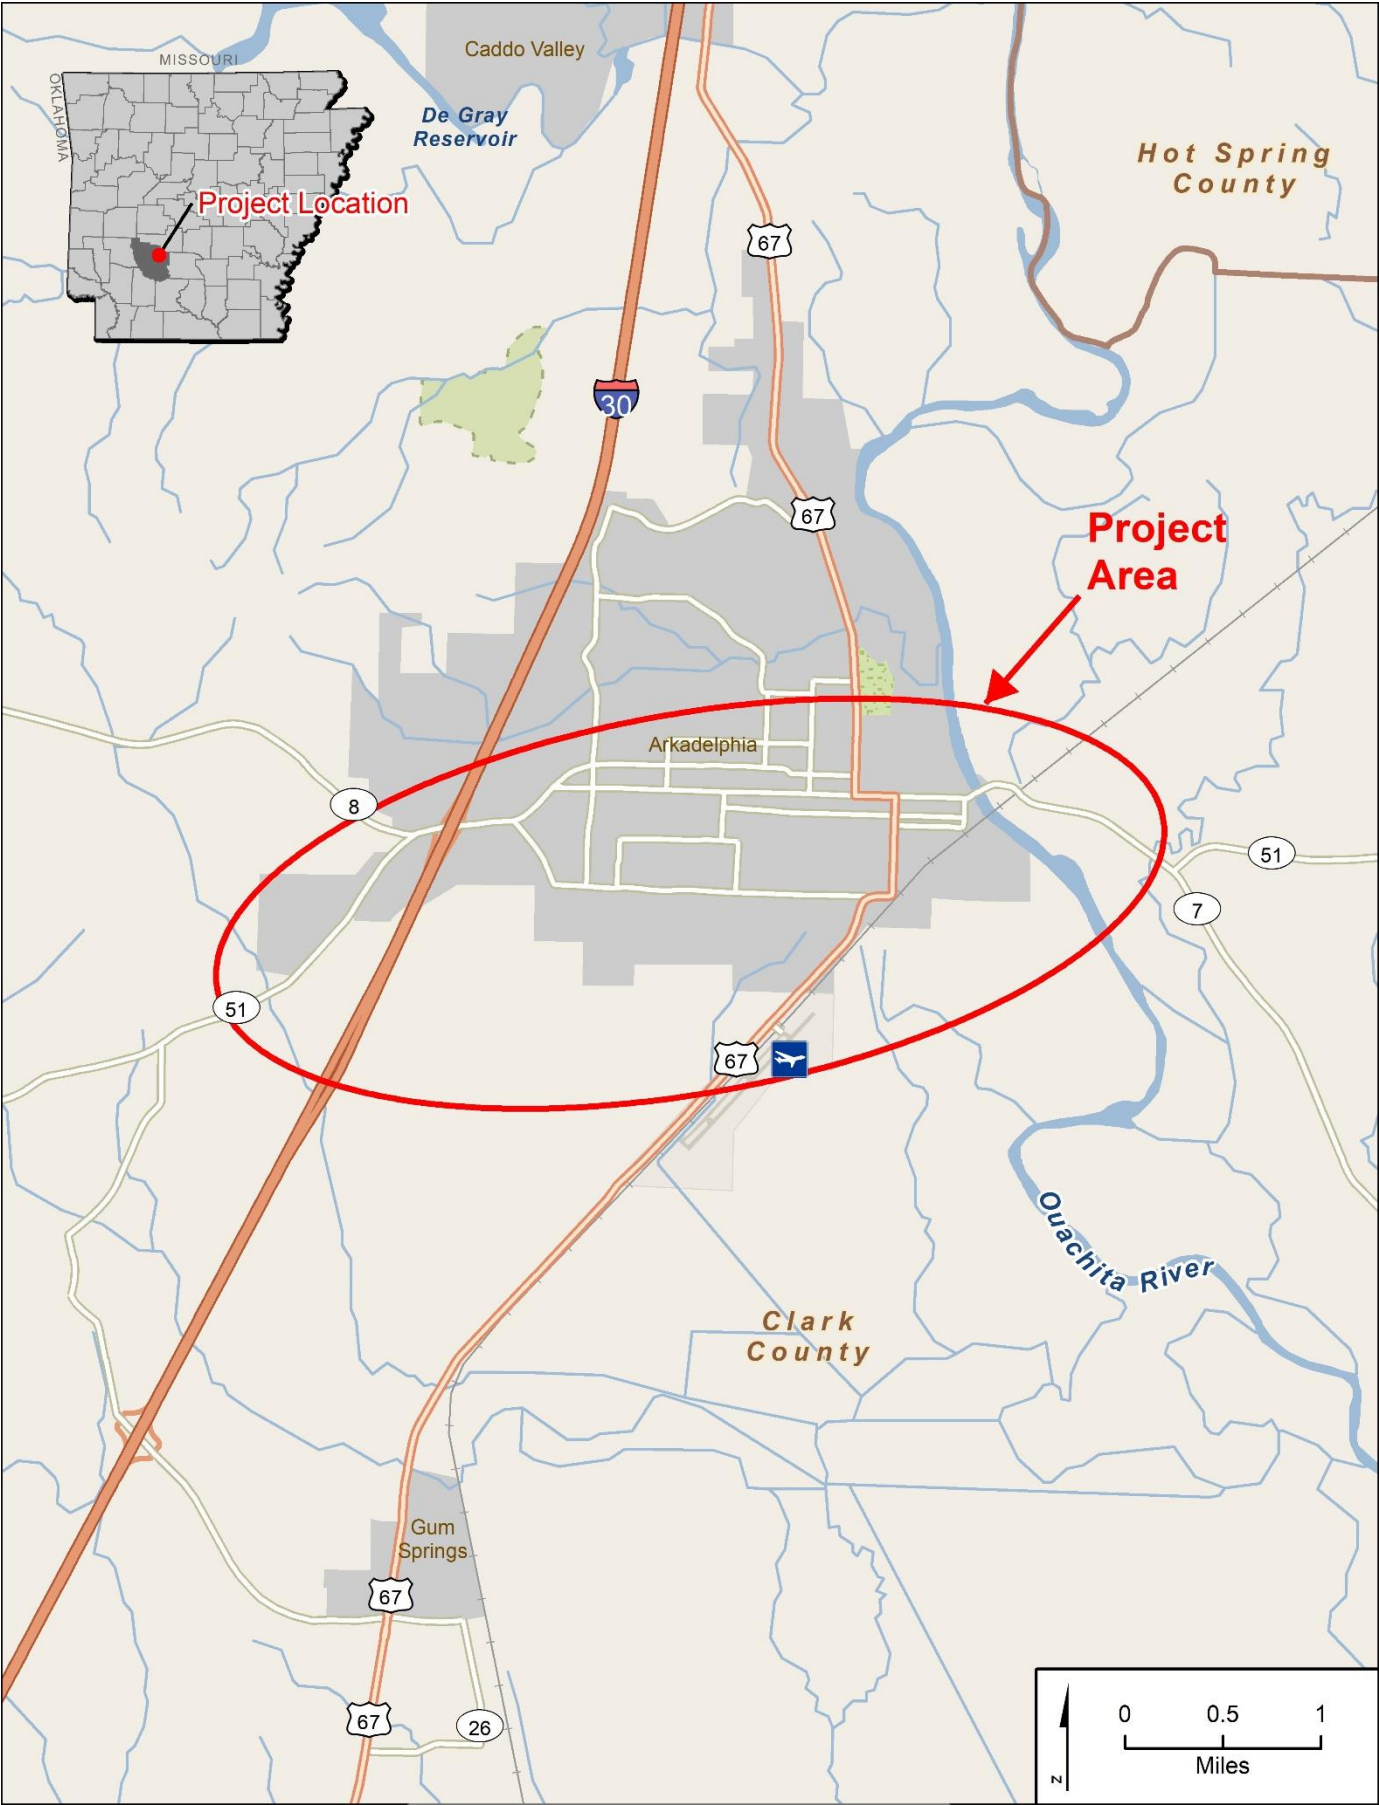 Caddo Valley
MISSOURI
OKLAHOMA
De Gray
Reservoir
Hot Spring
County
Project Location
67
30
67
Project
Area
Arkadelphia
8
51
7
51
67
Ouachita River
Clark
County
Gum
Springs
67
67
26
0 0.5 1
Miles
N